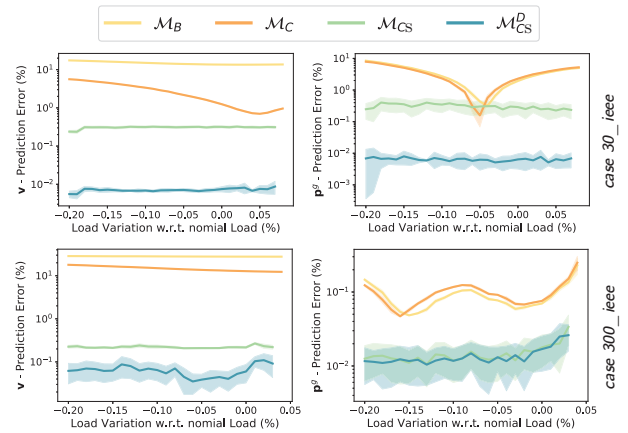 M_B M_C M_CS M^D_CS
v - Prediction Error (%)
10^1
10^0
10^−1
10^−2
−0.20 −0.15 −0.10 −0.05 0.00 0.05
Load Variation w.r.t. nomial Load (%)
p^g - Prediction Error (%)
10^1
10^0
10^−1
10^−2
10^−3
−0.20 −0.15 −0.10 −0.05 0.00 0.05
Load Variation w.r.t. nomial Load (%)
case 30_ieee
v - Prediction Error (%)
10^1
10^0
10^−1
−0.20 −0.15 −0.10 −0.05 0.00 0.05
Load Variation w.r.t. nomial Load (%)
p^g - Prediction Error (%)
10^−1
10^−2
−0.20 −0.15 −0.10 −0.05 0.00 0.05
Load Variation w.r.t. nomial Load (%)
case 300_ieee